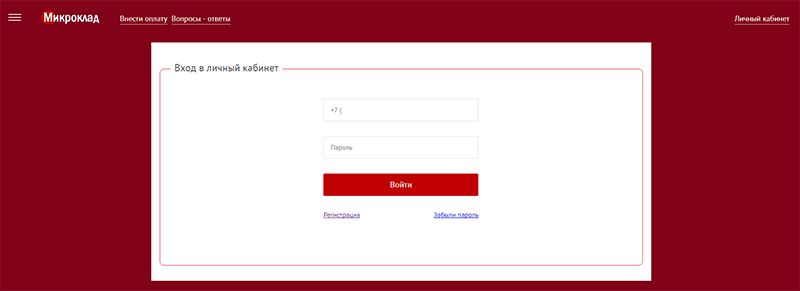 Микроклад Внести оплату Вопросы - ответы Личный кабинет
Вход в личный кабинет
+7 (
Пароль
Войти
Регистрация Забыли пароль